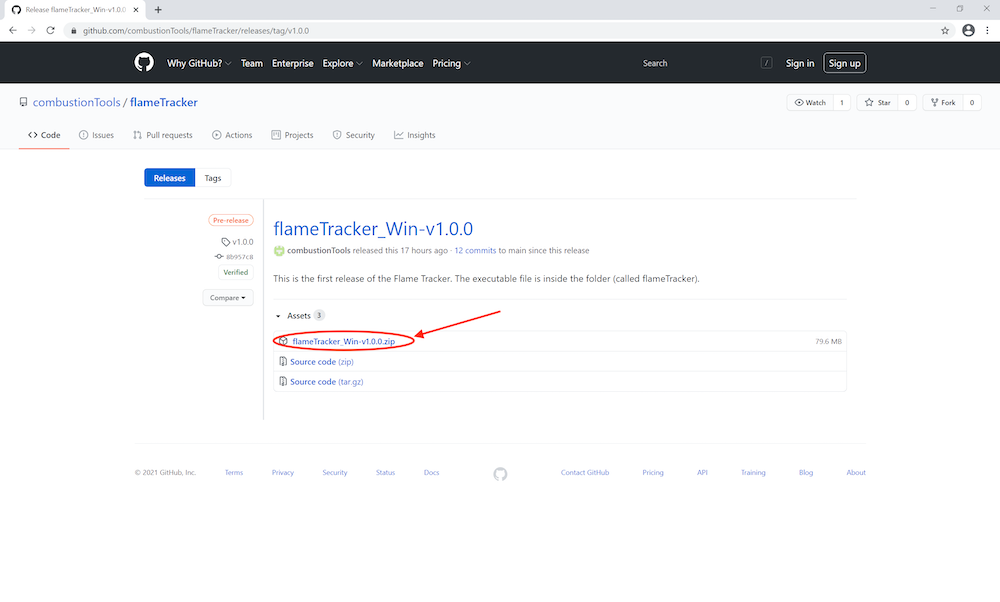 Release flameTracker_Win-v1.0.0
github.com/combustionTools/flameTracker/releases/tag/v1.0.0
Why GitHub? Team Enterprise Explore Marketplace Pricing Search / Sign in Sign up
combustionTools / flameTracker Watch 1 Star 0 Fork 0
Code Issues Pull requests Actions Projects Security Insights
Releases Tags
Pre-release
v1.0.0
8b957c8
Verified
Compare
flameTracker_Win-v1.0.0
combustionTools released this 17 hours ago · 12 commits to main since this release
This is the first release of the Flame Tracker. The executable file is inside the folder (called flameTracker).
Assets 3
flameTracker_Win-v1.0.0.zip 79.6 MB
Source code (zip)
Source code (tar.gz)
© 2021 GitHub, Inc. Terms Privacy Security Status Docs Contact GitHub Pricing API Training Blog About